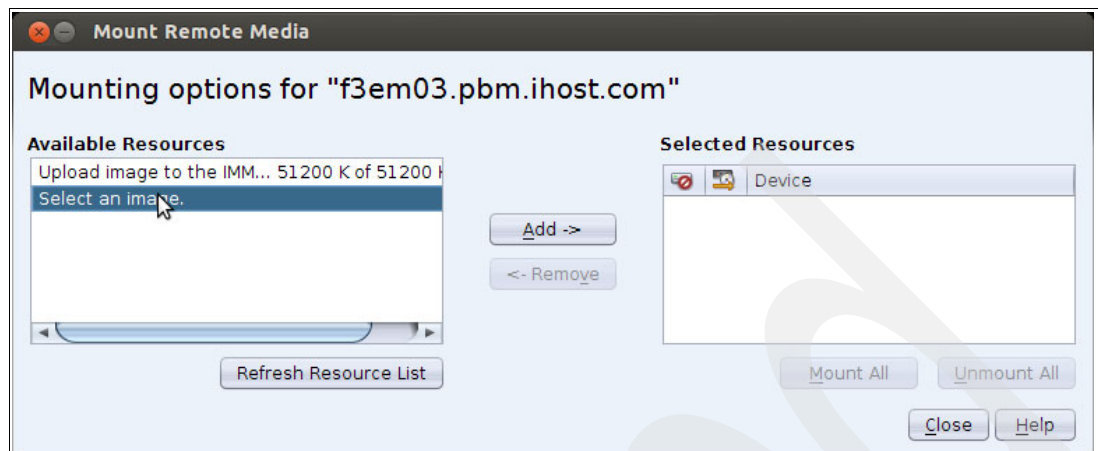 Mount Remote Media
Mounting options for "f3em03.pbm.ihost.com"
Available Resources
Upload image to the IMM... 51200 K of 51200
Select an image.
Refresh Resource List
Add ->
<- Remove
Selected Resources
Device
Mount All
Unmount All
Close
Help